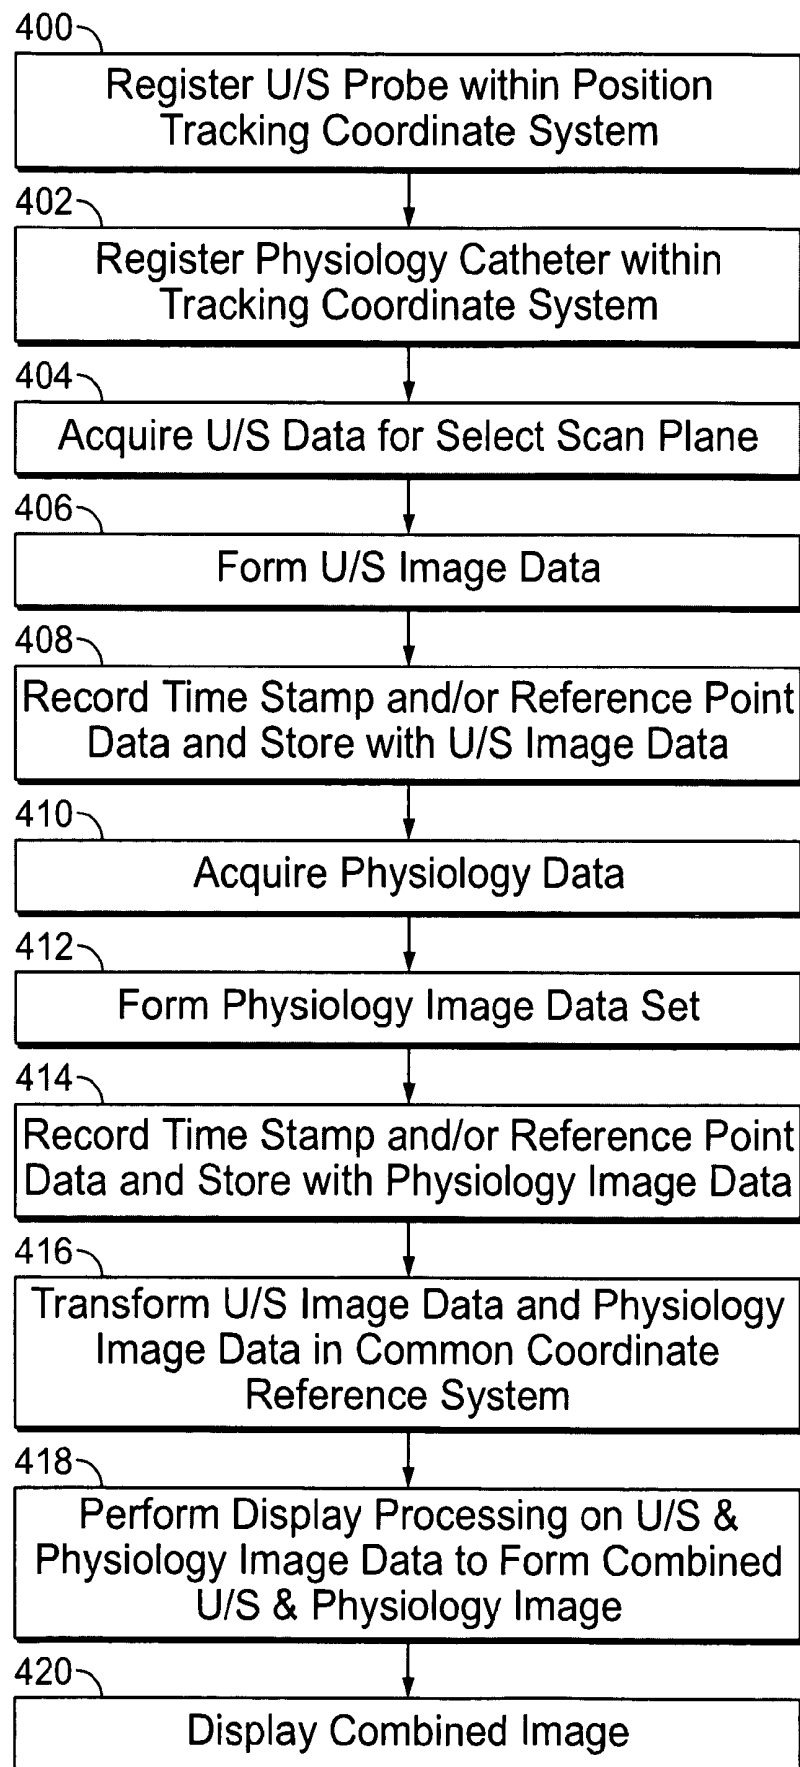 400
Register U/S Probe within Position
Tracking Coordinate System
402
Register Physiology Catheter within
Tracking Coordinate System
404
Acquire U/S Data for Select Scan Plane
406
Form U/S Image Data
408
Record Time Stamp and/or Reference Point
Data and Store with U/S Image Data
410
Acquire Physiology Data
412
Form Physiology Image Data Set
414
Record Time Stamp and/or Reference Point
Data and Store with Physiology Image Data
416
Transform U/S Image Data and Physiology
Image Data in Common Coordinate
Reference System
418
Perform Display Processing on U/S &
Physiology Image Data to Form Combined
U/S & Physiology Image
420
Display Combined Image